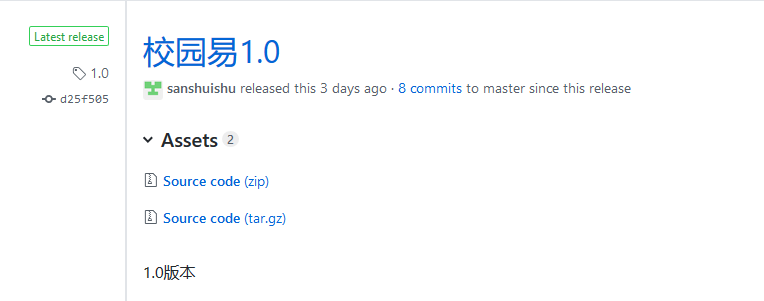 Latest release
1.0
d25f505
校园易1.0
sanshuishu released this 3 days ago · 8 commits to master since this release
Assets 2
Source code (zip)
Source code (tar.gz)
1.0版本